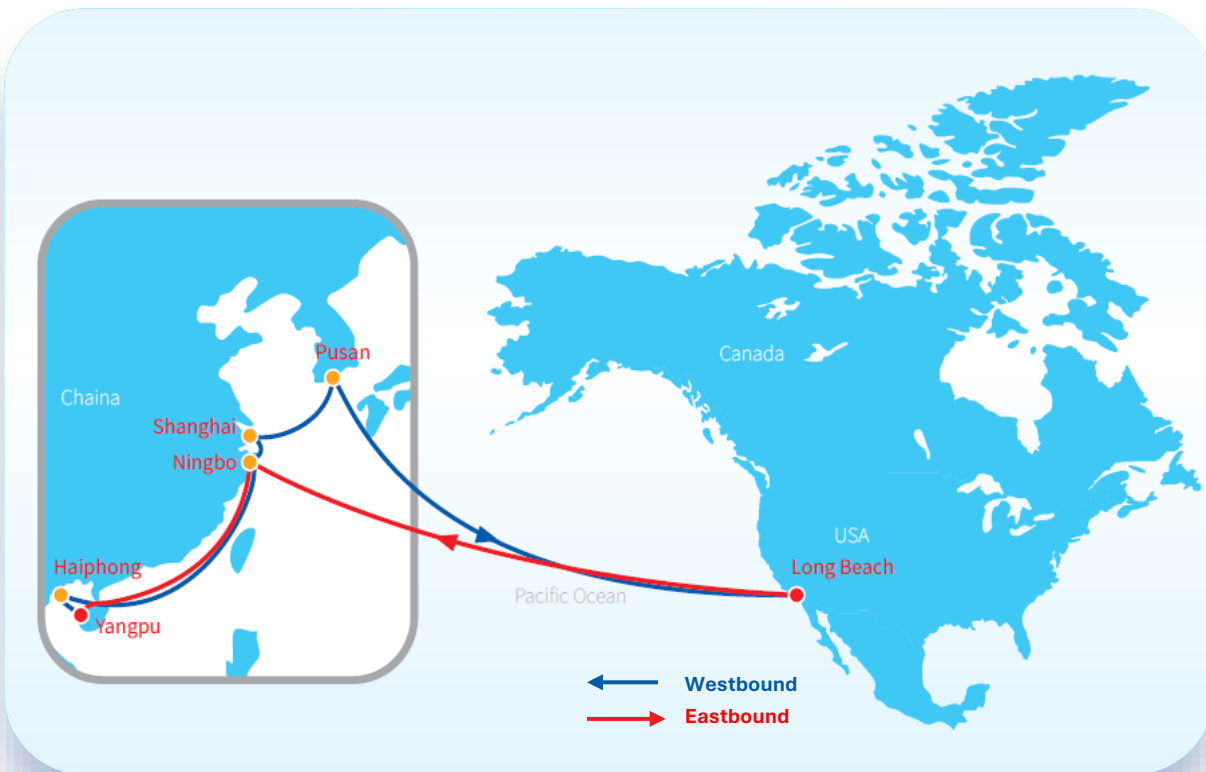 Pusan
Canada
Chaina
Shanghai
Ningbo
USA
Haiphong
Long Beach
Pacific Ocean
Yangpu
Westbound
Eastbound